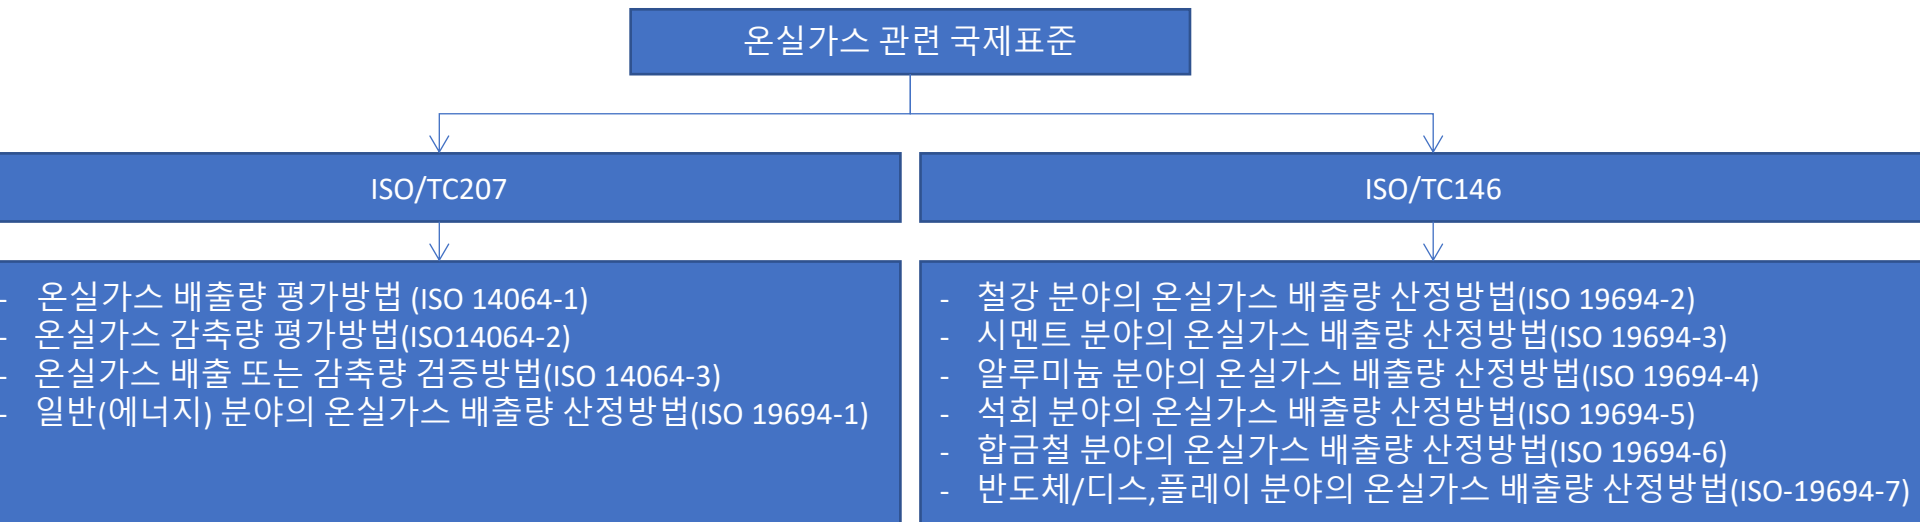 온실가스 관련 국제표준
ISO/TC207
- 온실가스 배출량 평가방법 (ISO 14064-1)
- 온실가스 감축량 평가방법(ISO14064-2)
- 온실가스 배출 또는 감축량 검증방법(ISO 14064-3)
- 일반(에너지) 분야의 온실가스 배출량 산정방법(ISO 19694-1)
ISO/TC146
- 철강 분야의 온실가스 배출량 산정방법(ISO 19694-2)
- 시멘트 분야의 온실가스 배출량 산정방법(ISO 19694-3)
- 알루미늄 분야의 온실가스 배출량 산정방법(ISO 19694-4)
- 석회 분야의 온실가스 배출량 산정방법(ISO 19694-5)
- 합금철 분야의 온실가스 배출량 산정방법(ISO 19694-6)
- 반도체/디스,플레이 분야의 온실가스 배출량 산정방법(ISO-19694-7)